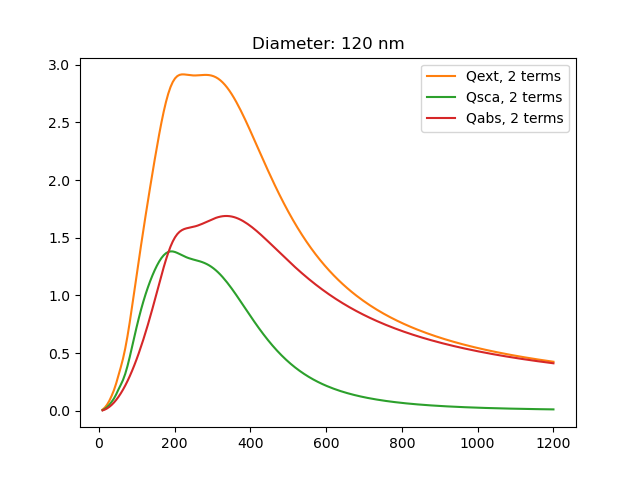 Diameter: 120 nm
3.0
2.5
2.0
1.5
1.0
0.5
0.0
Qext, 2 terms
Qsca, 2 terms
Qabs, 2 terms
0 200 400 600 800 1000 1200